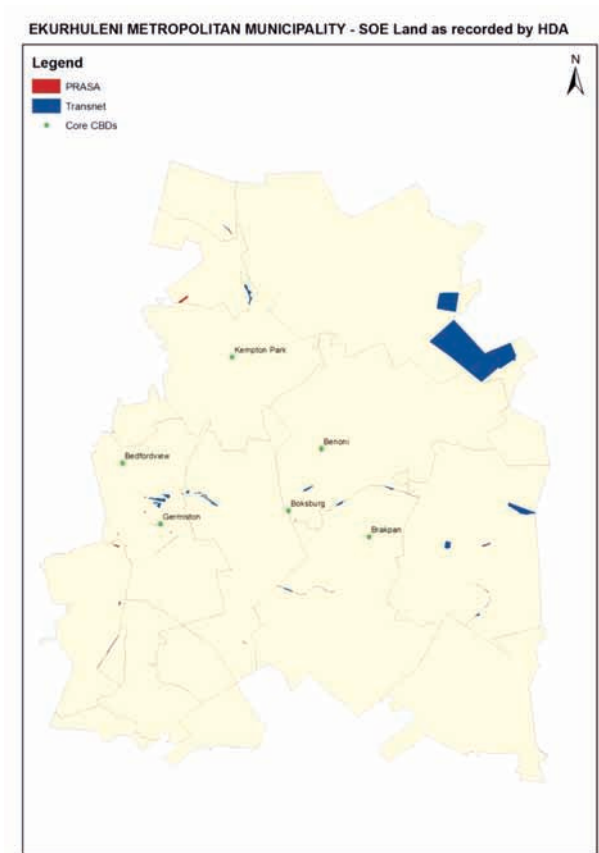 EKURHULENI METROPOLITAN MUNICIPALITY - SOE Land as recorded by HDA
Legend
PRASA
Transnet
Core CBDs
N
Kempton Park
Benoni
Bedfordview
Boksburg
Germiston
Brakpan